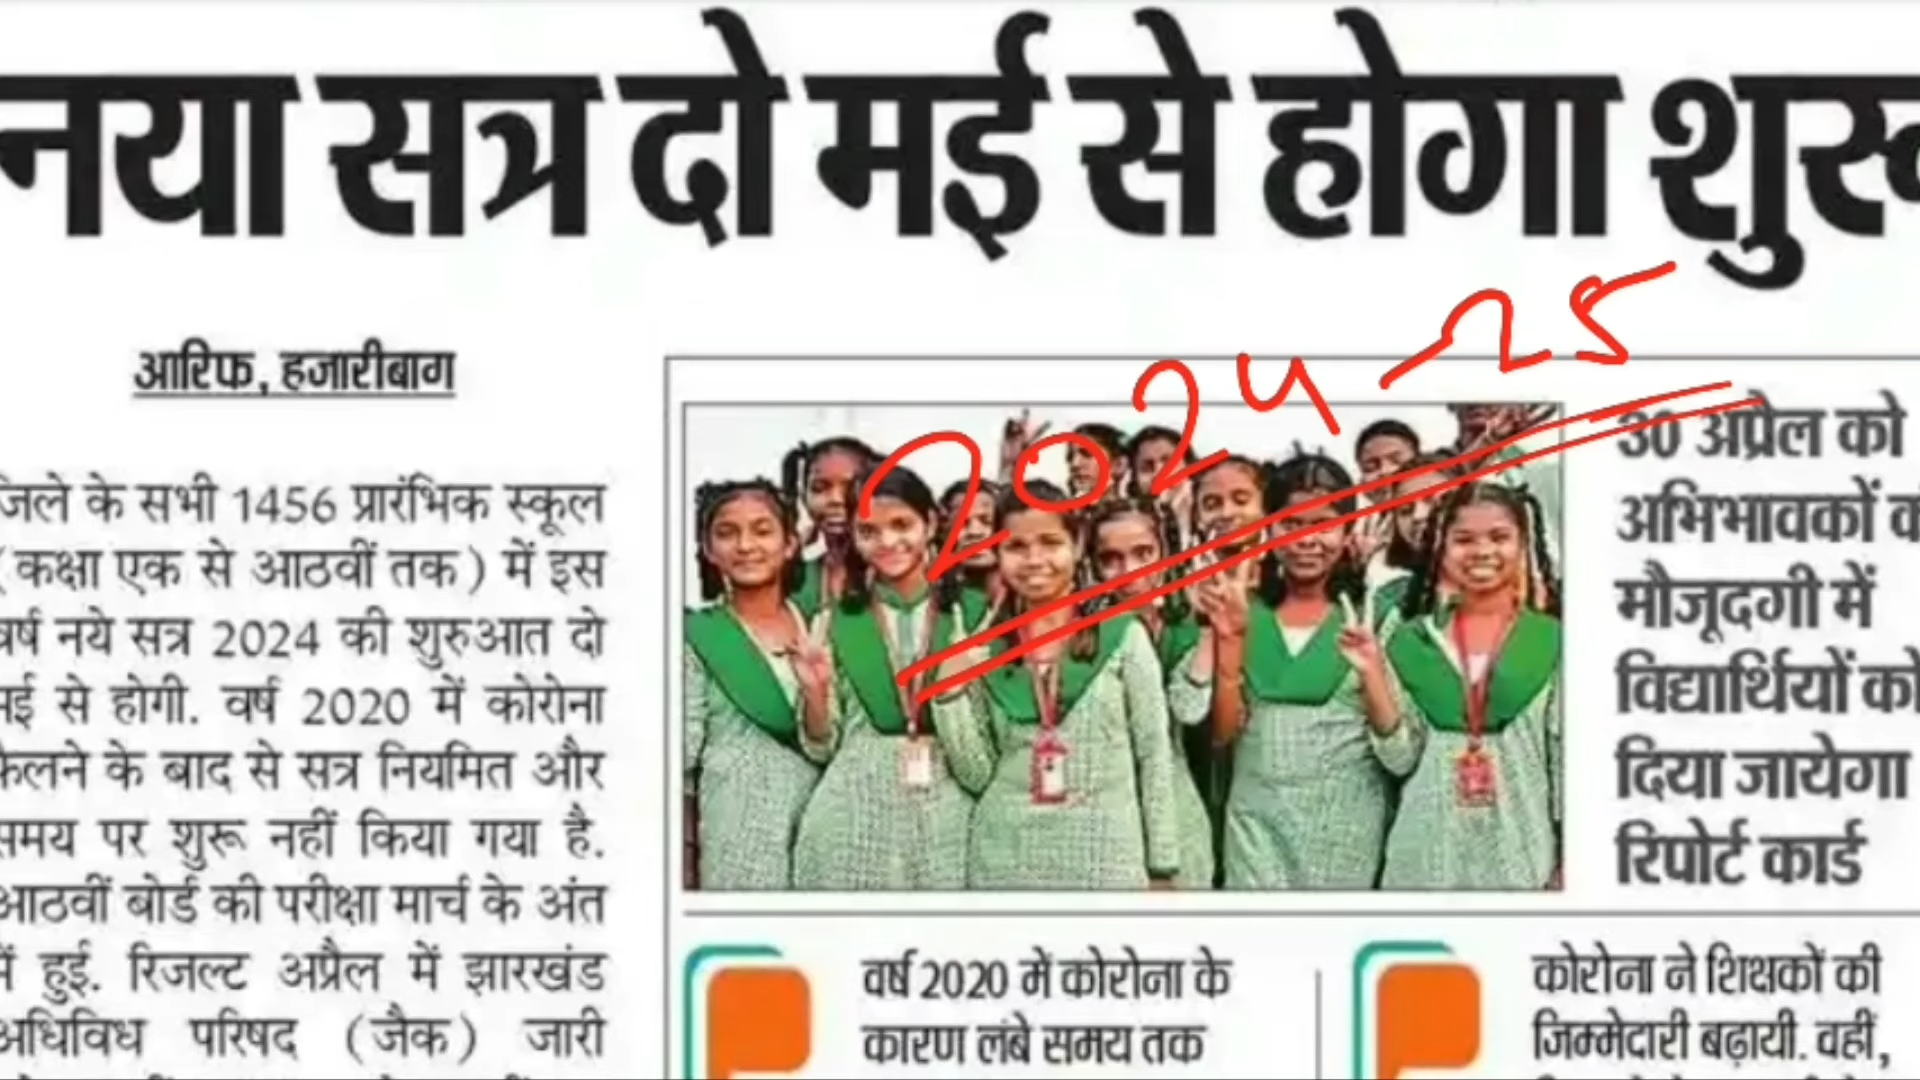 नया सत्र दो मई से होगा शुरू
आरिफ, हजारीबाग
जिले के सभी 1456 प्रारंभिक स्कूल
(कक्षा एक से आठवीं तक) में इस
वर्ष नये सत्र 2024 की शुरुआत दो
मई से होगी. वर्ष 2020 में कोरोना
फैलने के बाद से सत्र नियमित और
समय पर शुरू नहीं किया गया है.
आठवीं बोर्ड की परीक्षा मार्च के अंत
में हुई. रिजल्ट अप्रैल में झारखंड
अधिविध परिषद (जैक) जारी
2024-25
30 अप्रैल को
अभिभावकों
मौजूदगी में
विद्यार्थियों को
दिया जायेगा
रिपोर्ट कार्ड
वर्ष 2020 में कोरोना के
कारण लंबे समय तक
कोरोना ने शिक्षकों की
जिम्मेदारी बढ़ायी. वहीं,